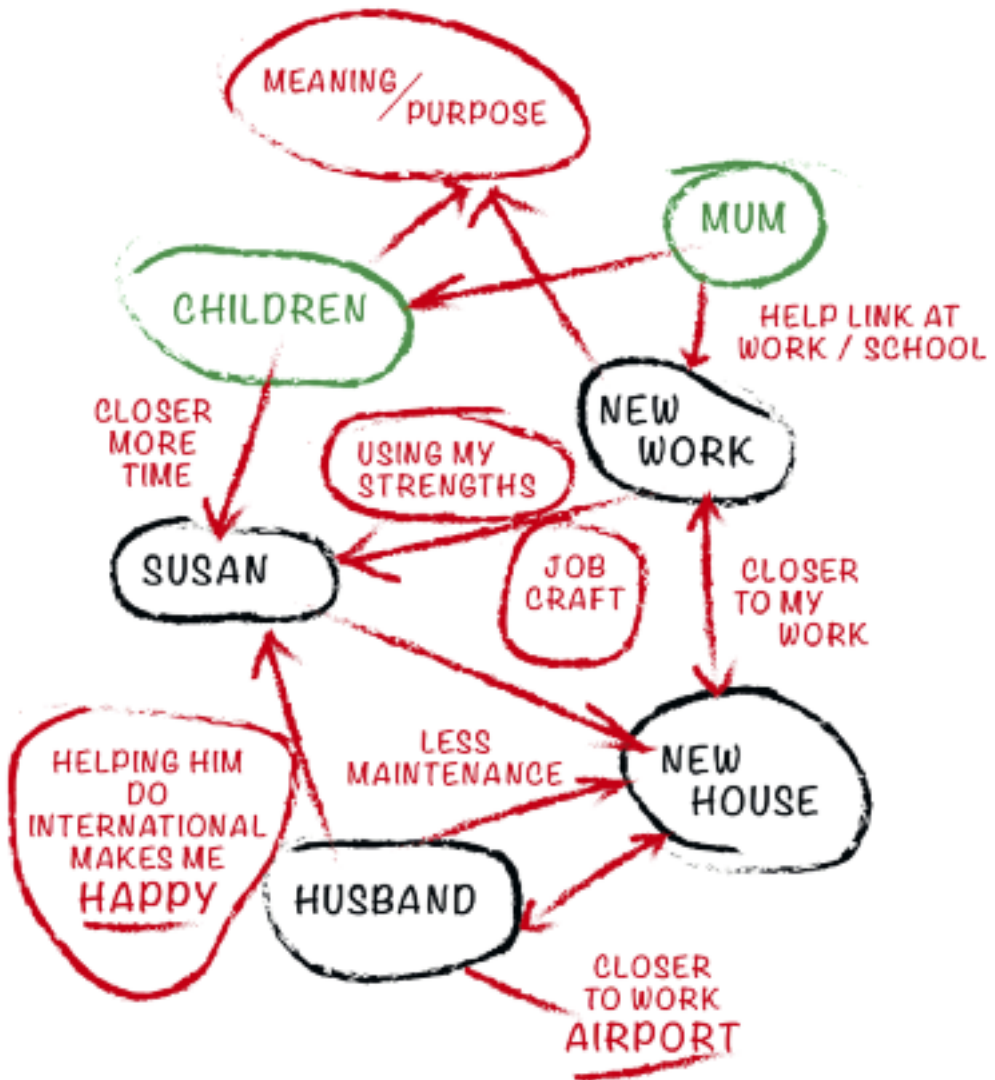 MEANING/
PURPOSE
MUM
CHILDREN
HELP LINK AT
WORK / SCHOOL
CLOSER
MORE
TIME
NEW
WORK
USING MY
STRENGTHS
SUSAN
JOB
CRAFT
CLOSER
TO MY
WORK
LESS
MAINTENANCE
NEW
HOUSE
HELPING HIM
DO
INTERNATIONAL
MAKES ME
HAPPY
HUSBAND
CLOSER
TO WORK
AIRPORT